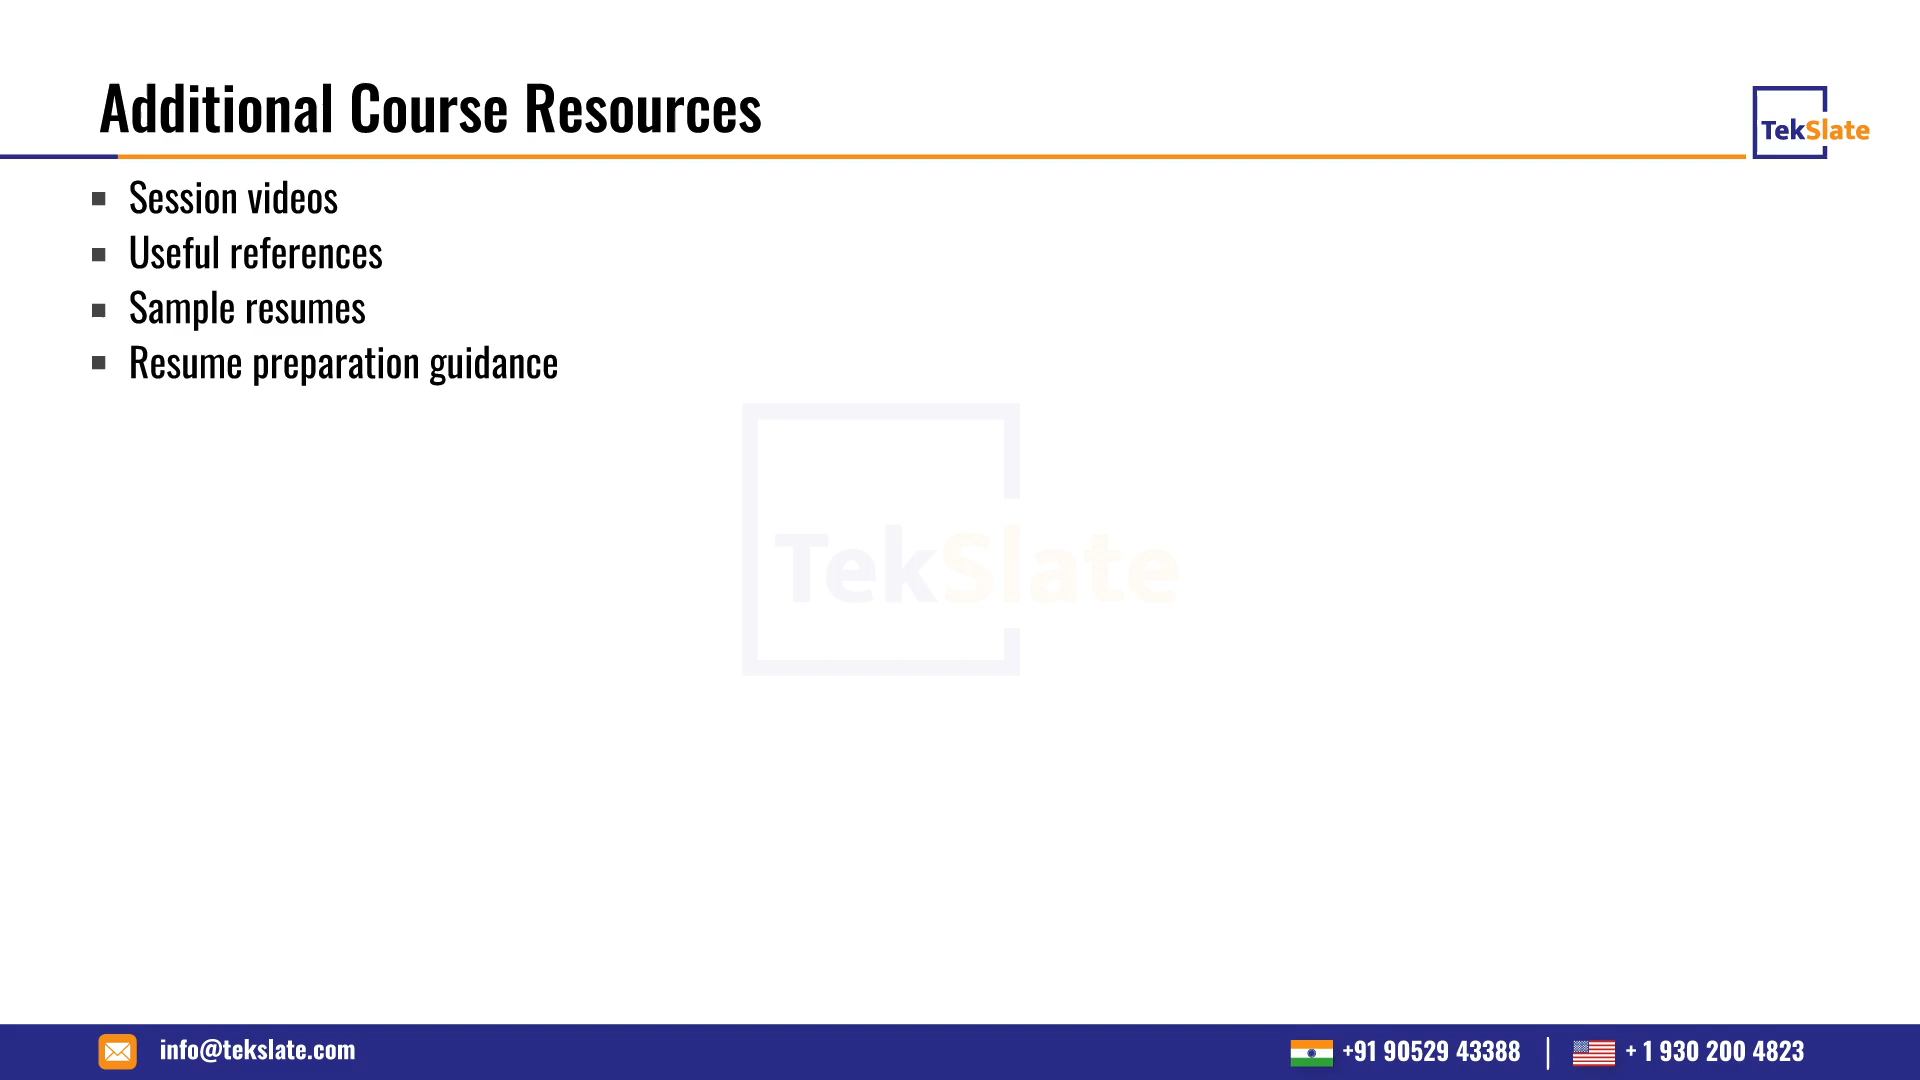 Additional Course Resources
TekSlate
Session videos
Useful references
Sample resumes
Resume preparation guidance
TekSlate
info@tekslate.com
+91 90529 43388
+ 1 930 200 4823